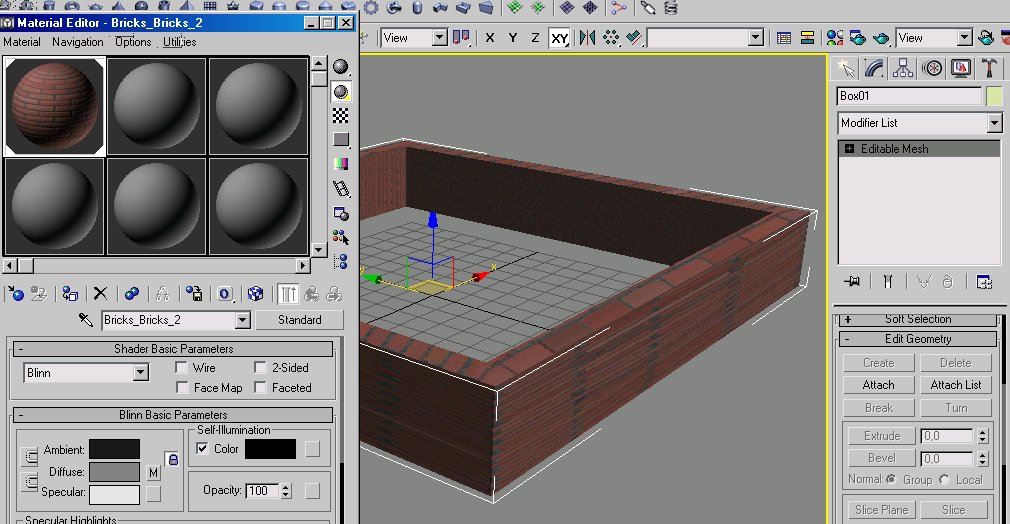 Material Editor - Bricks_Bricks_2
Material Navigation Options Utilities
View X Y Z XY View
Box01
Modifier List
Editable Mesh
Bricks_Bricks_2 Standard
- Shader Basic Parameters
Blinn Wire 2-Sided
Face Map Faceted
- Blinn Basic Parameters
Self-Illumination
Ambient: Color
Diffuse: M
Specular: Opacity: 100
Specular Highlights
x
y
+ Soft Selection
- Edit Geometry
Create Delete
Attach Attach List
Break Turn
Extrude 0,0
Bevel 0,0
Normal: Group Local
Slice Plane Slice